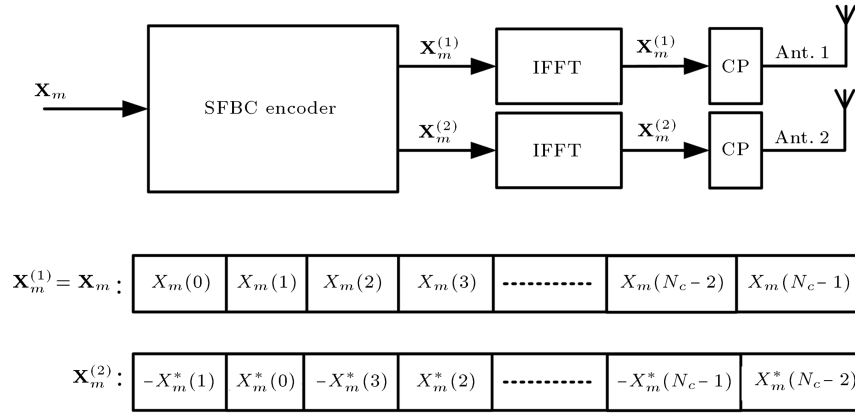 X_m
SFBC encoder
X_m^{(1)}
IFFT
X_m^{(1)}
CP
Ant. 1
X_m^{(2)}
IFFT
X_m^{(2)}
CP
Ant. 2
X_m^{(1)} = X_m : X_m(0) X_m(1) X_m(2) X_m(3) ---------- X_m(N_c-2) X_m(N_c-1)
X_m^{(2)} : -X_m^*(1) X_m^*(0) -X_m^*(3) X_m^*(2) ---------- -X_m^*(N_c-1) X_m^*(N_c-2)